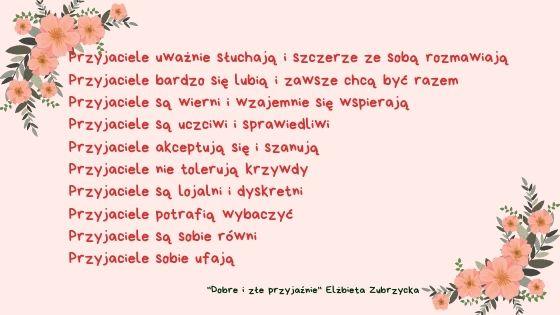 Przyjaciele uważnie słuchają i szczerze ze sobą rozmawiają
Przyjaciele bardzo się lubią i zawsze chcą być razem
Przyjaciele są wierni i wzajemnie się wspierają
Przyjaciele są uczciwi i sprawiedliwi
Przyjaciele akceptują się i szanują
Przyjaciele nie tolerują krzywdy
Przyjaciele są lojalni i dyskretni
Przyjaciele potrafią wybaczyć
Przyjaciele są sobie równi
Przyjaciele sobie ufają
"Dobre i złe przyjaźnie" Elżbieta Zubrzycka